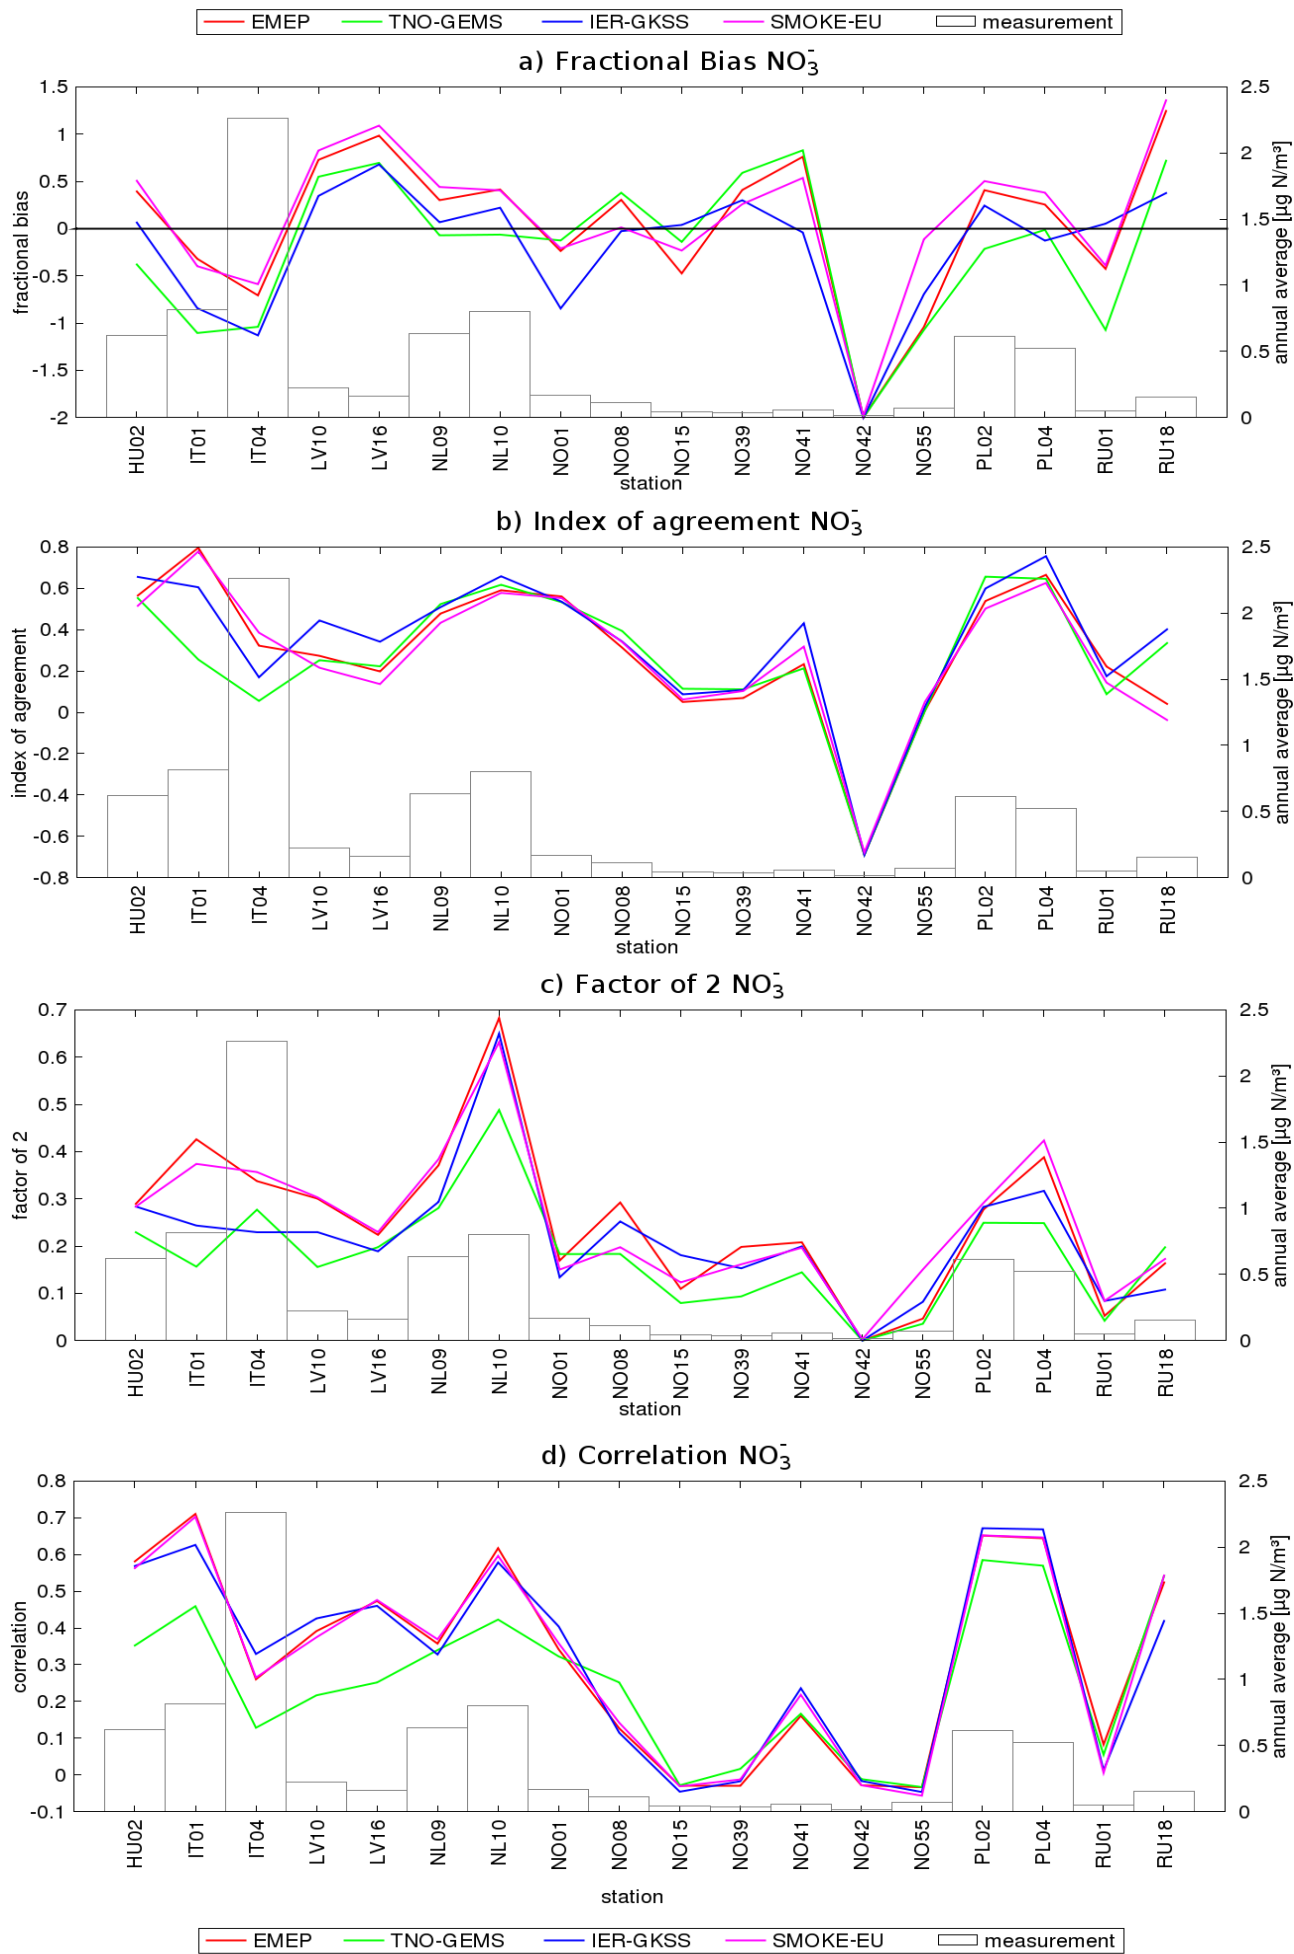 EMEP TNO-GEMS IER-GKSS SMOKE-EU measurement
a) Fractional Bias NO₃⁻
fractional bias
1.5
1
0.5
0
-0.5
-1
-1.5
-2
2.5
2
1.5
1
0.5
0
annual average [µg N/m³]
HU02 IT01 IT04 LV10 LV16 NL09 NL10 NO01 NO08 NO15 NO39 NO41 NO42 NO55 PL02 PL04 RU01 RU18
station
b) Index of agreement NO₃⁻
index of agreement
0.8
0.6
0.4
0.2
0
-0.2
-0.4
-0.6
-0.8
2.5
2
1.5
1
0.5
0
annual average [µg N/m³]
HU02 IT01 IT04 LV10 LV16 NL09 NL10 NO01 NO08 NO15 NO39 NO41 NO42 NO55 PL02 PL04 RU01 RU18
station
c) Factor of 2 NO₃⁻
factor of 2
0.7
0.6
0.5
0.4
0.3
0.2
0.1
0
2.5
2
1.5
1
0.5
0
annual average [µg N/m³]
HU02 IT01 IT04 LV10 LV16 NL09 NL10 NO01 NO08 NO15 NO39 NO41 NO42 NO55 PL02 PL04 RU01 RU18
station
d) Correlation NO₃⁻
correlation
0.8
0.7
0.6
0.5
0.4
0.3
0.2
0.1
0
-0.1
2.5
2
1.5
1
0.5
0
annual average [µg N/m³]
HU02 IT01 IT04 LV10 LV16 NL09 NL10 NO01 NO08 NO15 NO39 NO41 NO42 NO55 PL02 PL04 RU01 RU18
station
EMEP TNO-GEMS IER-GKSS SMOKE-EU measurement